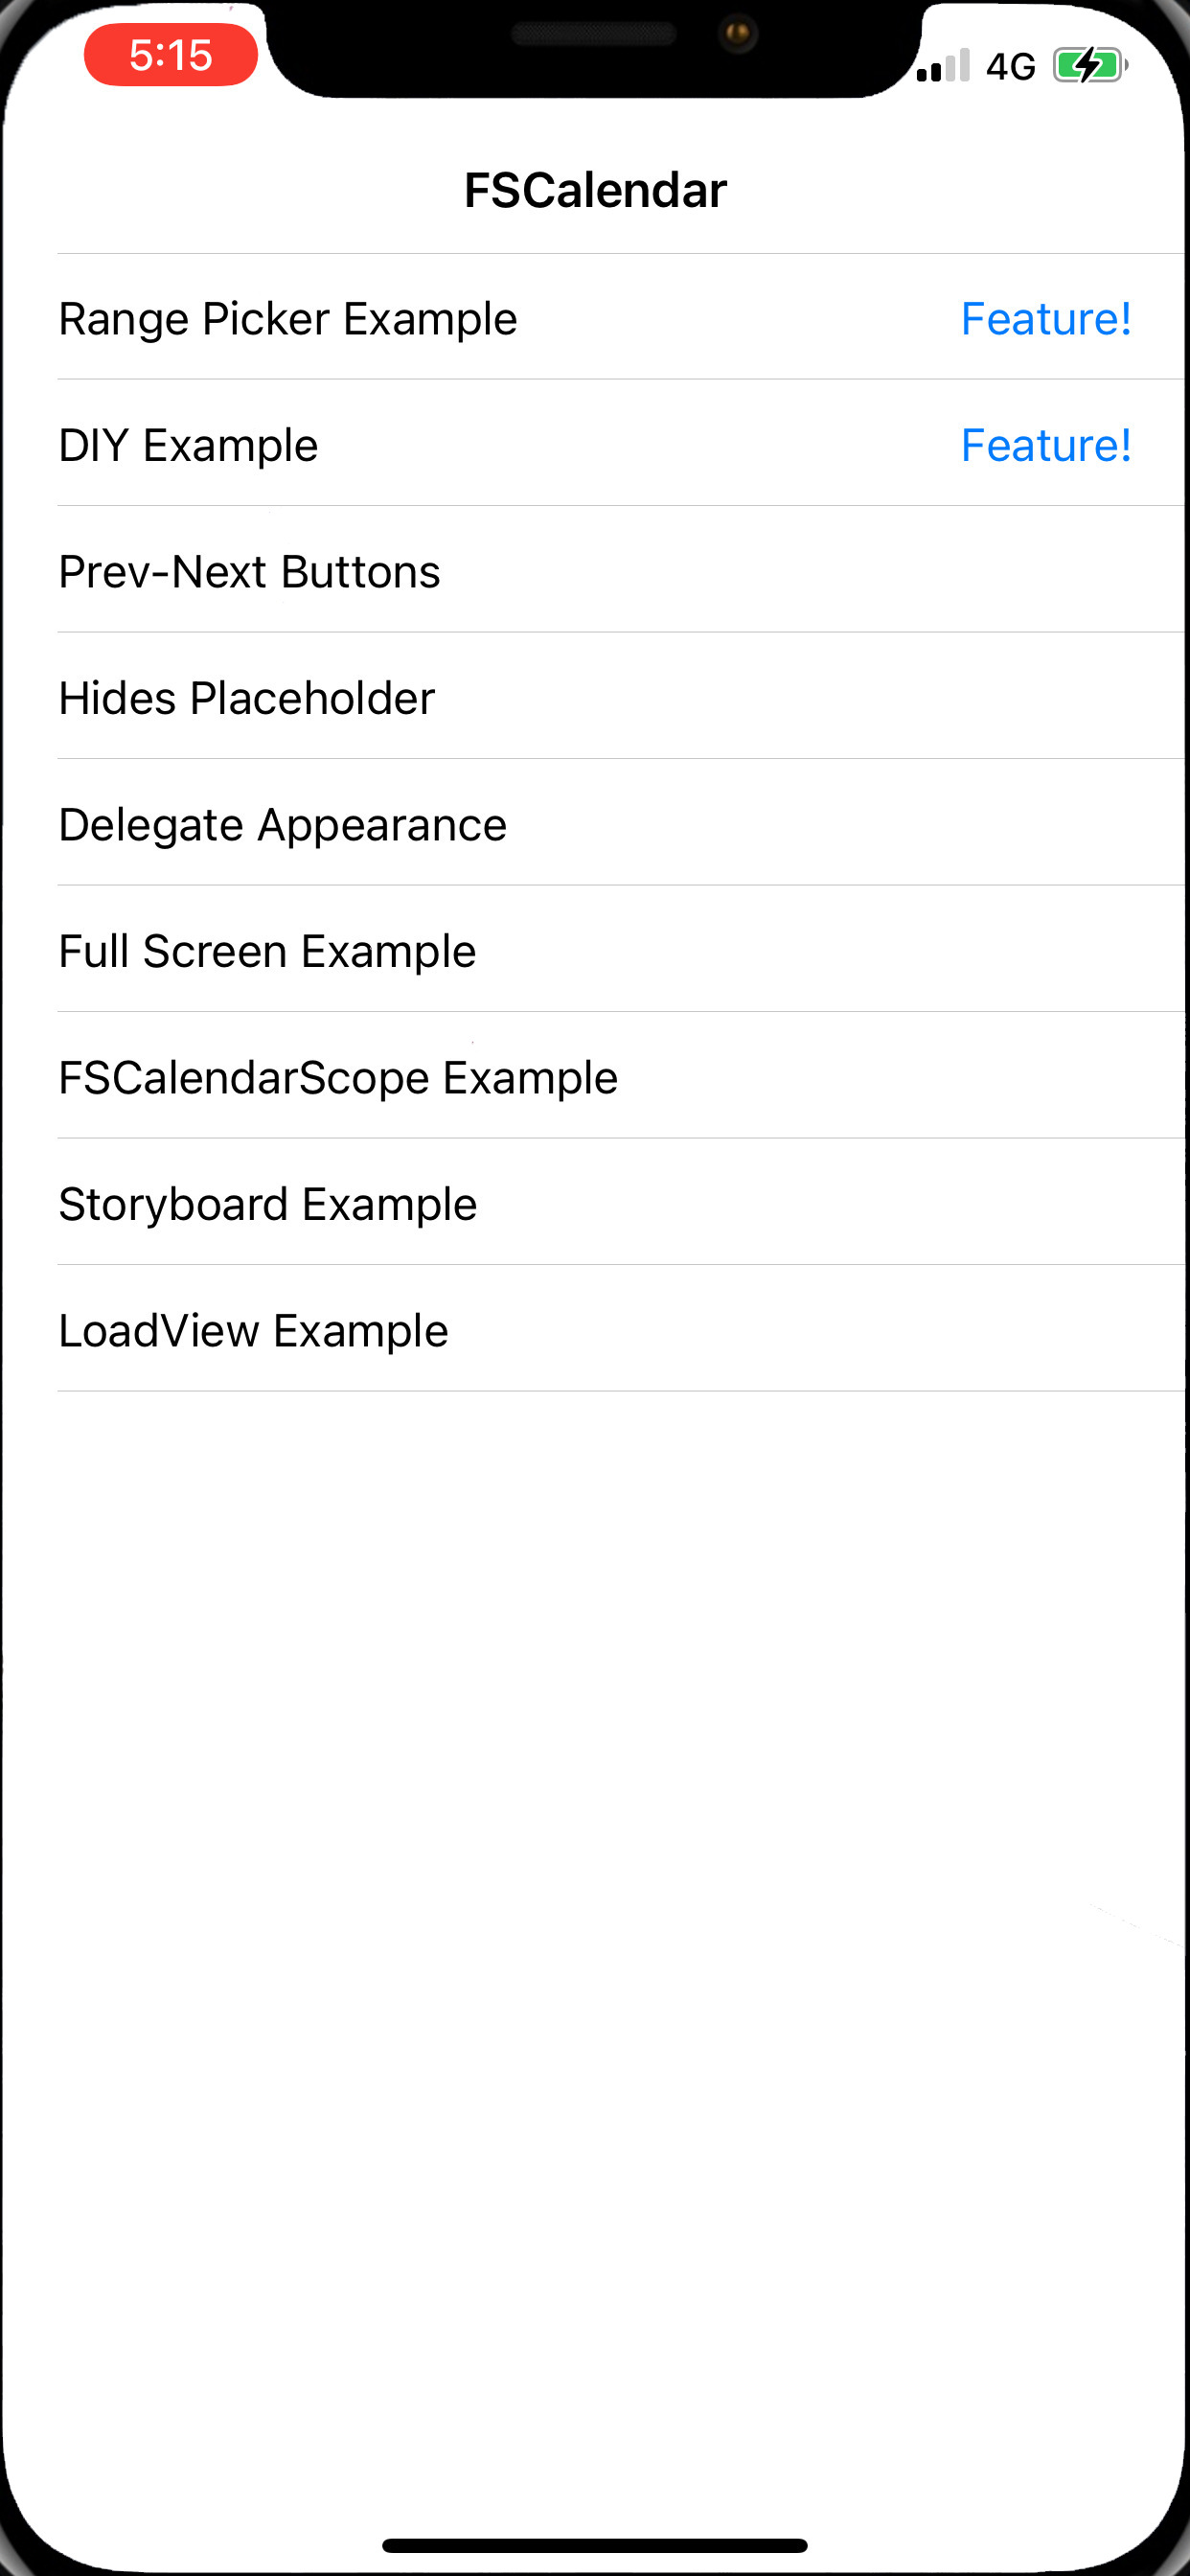 5:15
4G
FSCalendar
Range Picker Example Feature!
DIY Example Feature!
Prev-Next Buttons
Hides Placeholder
Delegate Appearance
Full Screen Example
FSCalendarScope Example
Storyboard Example
LoadView Example